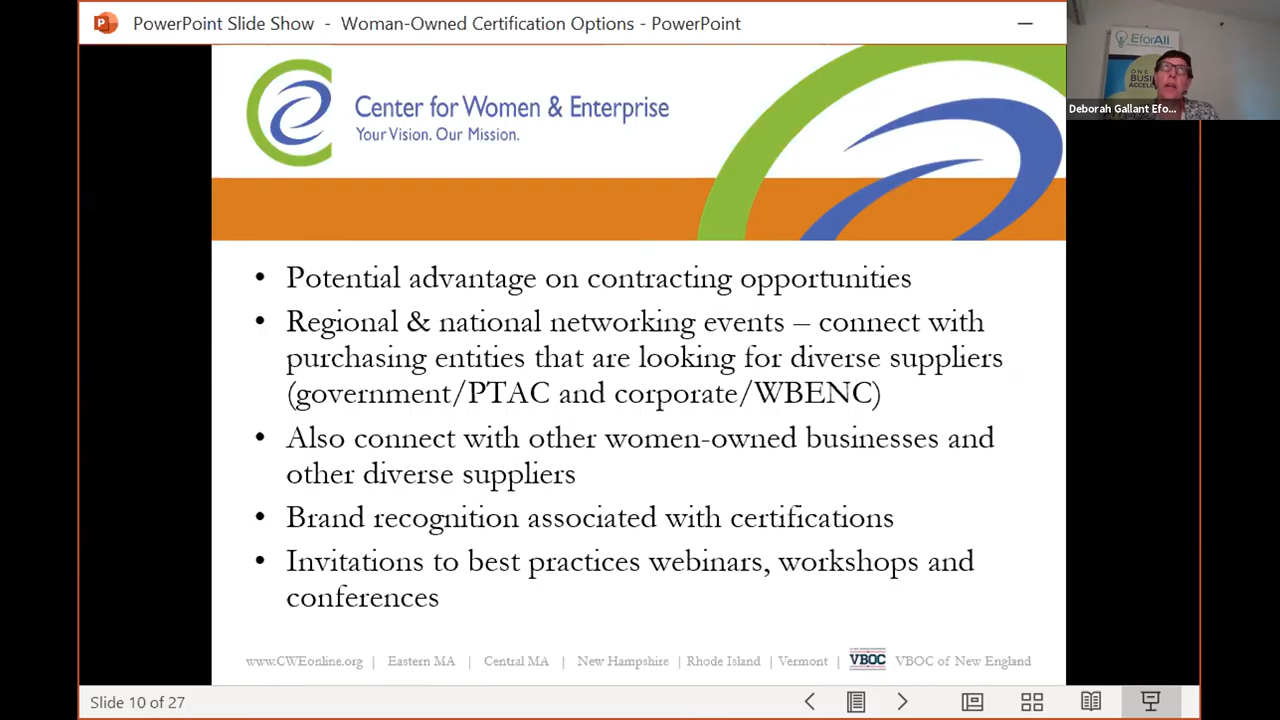 PowerPoint Slide Show - Woman-Owned Certification Options - PowerPoint
EforAll
Deborah Gallant Efo...
Center for Women & Enterprise
Your Vision. Our Mission.
• Potential advantage on contracting opportunities
• Regional & national networking events – connect with
purchasing entities that are looking for diverse suppliers
(government/PTAC and corporate/WBENC)
• Also connect with other women-owned businesses and
other diverse suppliers
• Brand recognition associated with certifications
• Invitations to best practices webinars, workshops and
conferences
www.CWEonline.org | Eastern MA | Central MA | New Hampshire | Rhode Island | Vermont | VBOC VBOC of New England
Slide 10 of 27